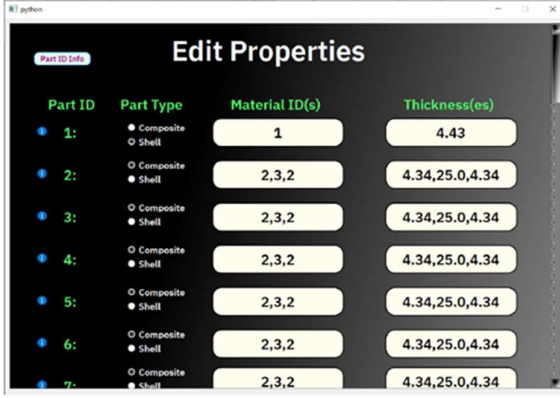 python
Part ID Info
Edit Properties
Part ID Part Type Material ID(s) Thickness(es)
1: Composite Shell 1 4.43
2: Composite Shell 2,3,2 4.34,25.0,4.34
3: Composite Shell 2,3,2 4.34,25.0,4.34
4: Composite Shell 2,3,2 4.34,25.0,4.34
5: Composite Shell 2,3,2 4.34,25.0,4.34
6: Composite Shell 2,3,2 4.34,25.0,4.34
7: Composite Shell 2,3,2 4.34,25.0,4.34